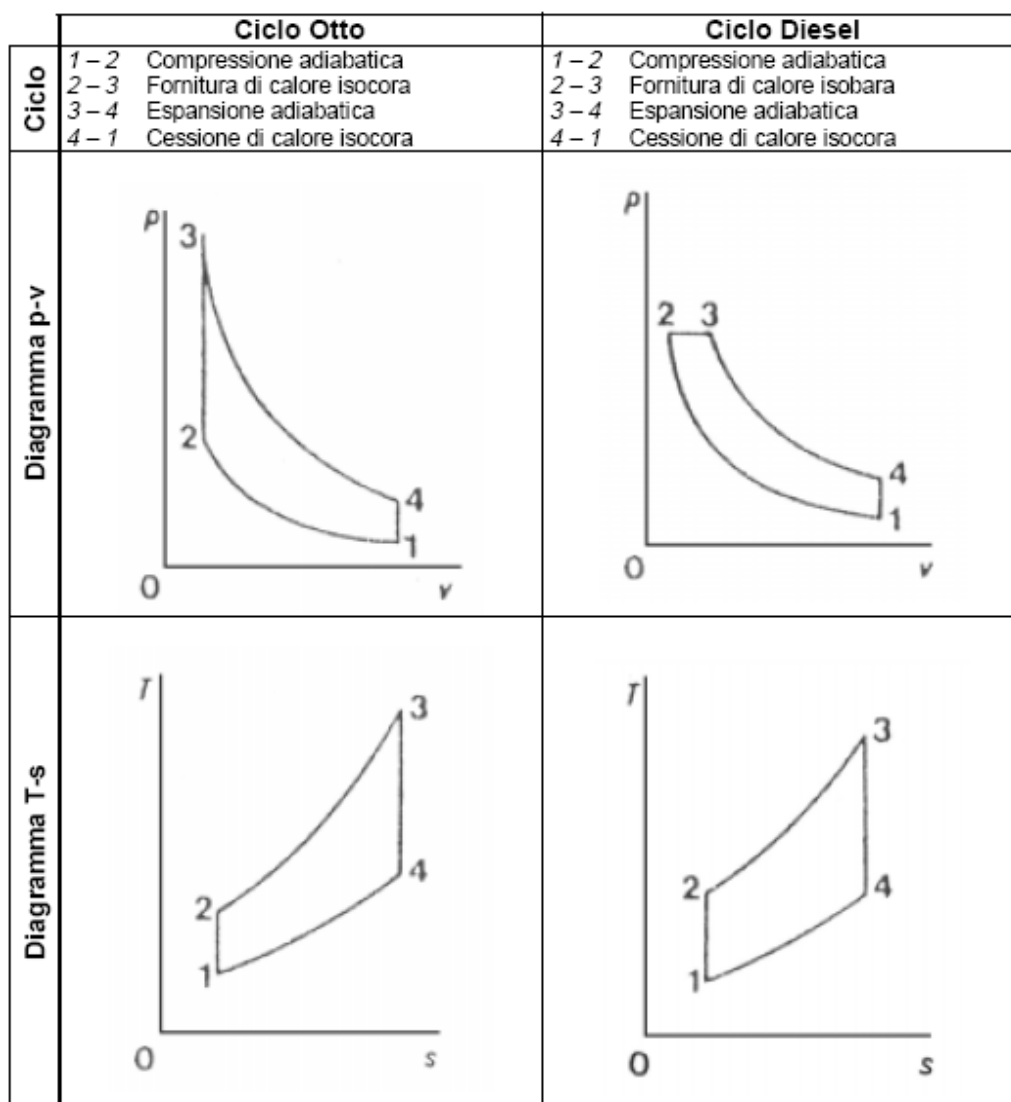 Ciclo Otto
Ciclo Diesel
Ciclo
1 – 2 Compressione adiabatica
2 – 3 Fornitura di calore isocora
3 – 4 Espansione adiabatica
4 – 1 Cessione di calore isocora
1 – 2 Compressione adiabatica
2 – 3 Fornitura di calore isobara
3 – 4 Espansione adiabatica
4 – 1 Cessione di calore isocora
Diagramma p-v
p
3
2
4
1
0
v
p
2 3
4
1
0
v
Diagramma T-s
T
3
2
4
1
0
s
T
3
2
4
1
0
s